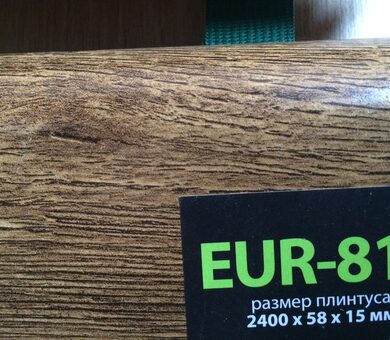 EUR-81
размер плинтуса
2400 x 58 x 15 мм